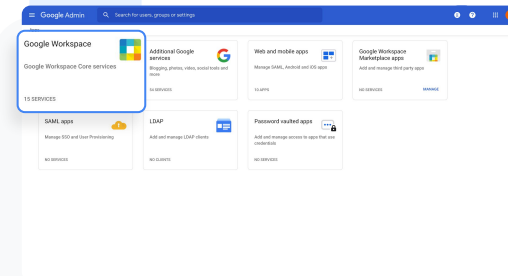 Google Admin
Search for users, groups or settings
Google Workspace
Google Workspace Core services
15 SERVICES
Additional Google
services
Blogging, photos, video, social tools and
more
SERVICES
Web and mobile apps
Manage SAML, Android and iOS apps
APPS
Google Workspace
Marketplace apps
Add and manage third party apps
NO SERVICES
MANAGE
SAML apps
Manage SSO and User Provisioning
NO SERVICES
LDAP
Add and manage LDAP clients
NO CLIENTS
Password vaulted apps
Add and manage access to apps that use
credentials
NO SERVICES